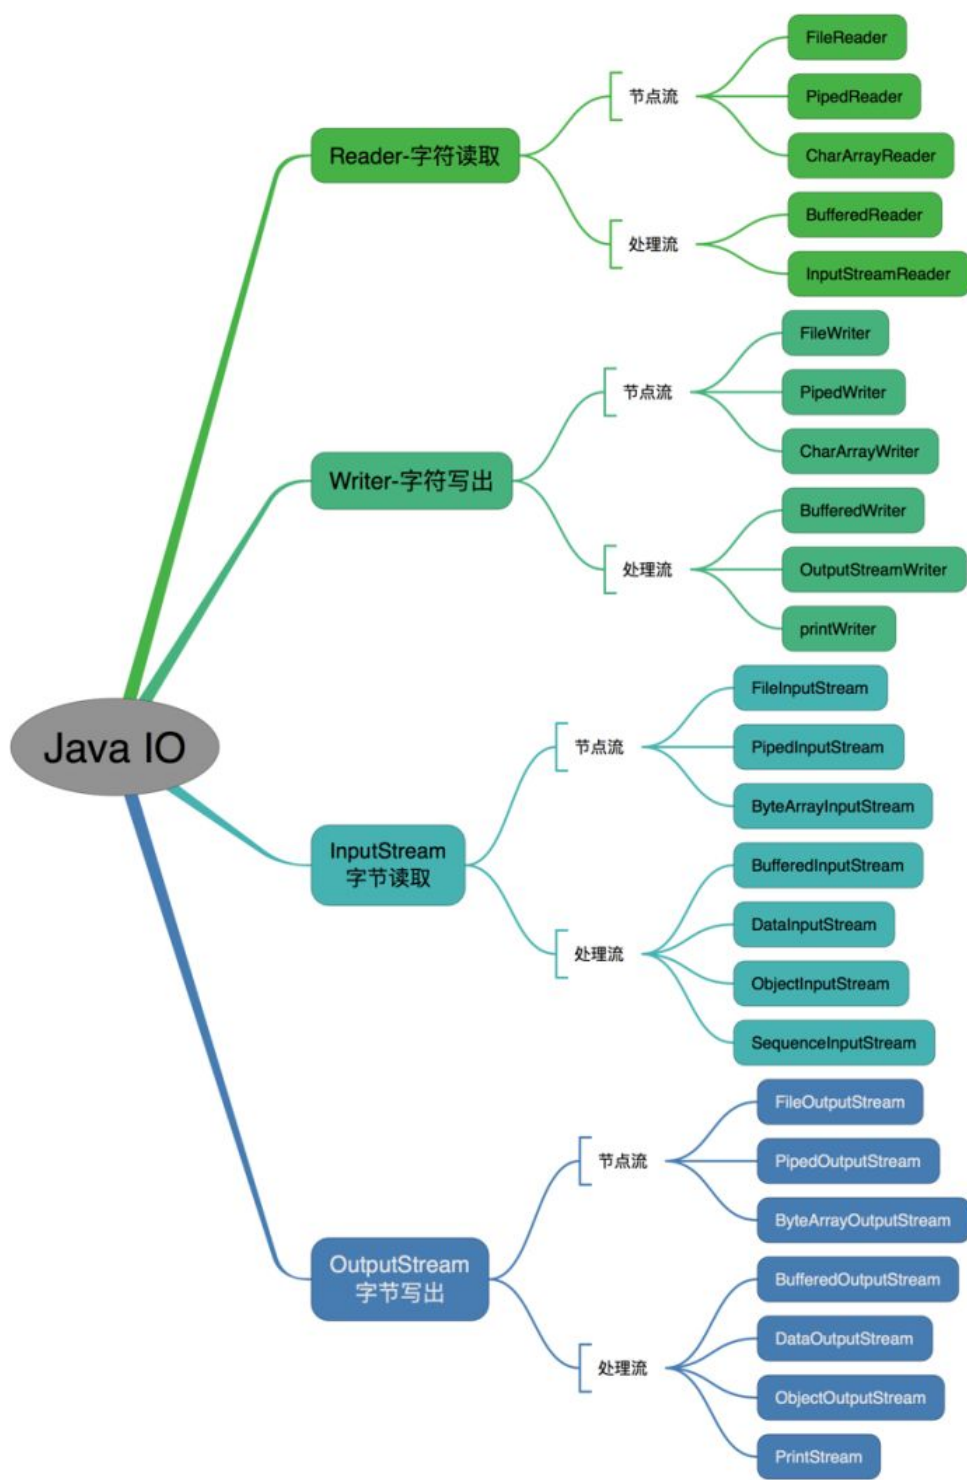 Java IO
Reader-字符读取
节点流
FileReader
PipedReader
CharArrayReader
处理流
BufferedReader
InputStreamReader
Writer-字符写出
节点流
FileWriter
PipedWriter
CharArrayWriter
处理流
BufferedWriter
OutputStreamWriter
printWriter
InputStream
字节读取
节点流
FileInputStream
PipedInputStream
ByteArrayInputStream
处理流
BufferedInputStream
DataInputStream
ObjectInputStream
SequenceInputStream
OutputStream
字节写出
节点流
FileOutputStream
PipedOutputStream
ByteArrayOutputStream
处理流
BufferedOutputStream
DataOutputStream
ObjectOutputStream
PrintStream